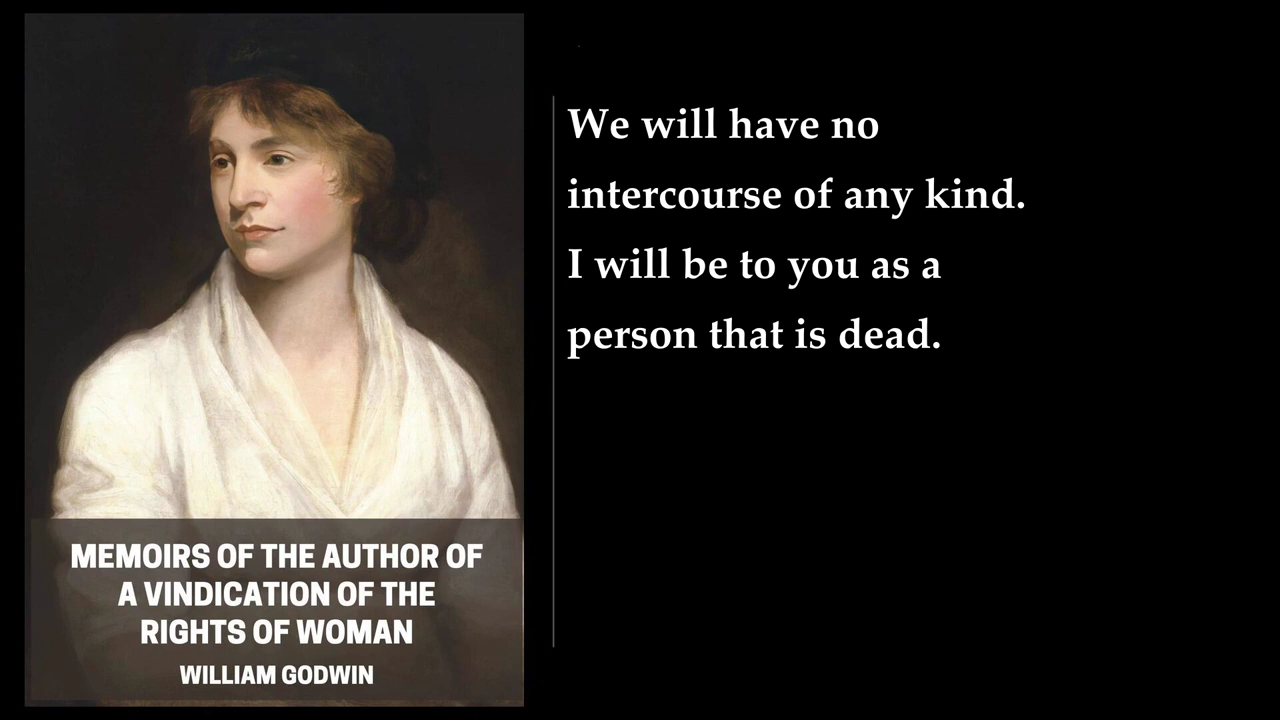 MEMOIRS OF THE AUTHOR OF
A VINDICATION OF THE
RIGHTS OF WOMAN
WILLIAM GODWIN
We will have no
intercourse of any kind.
I will be to you as a
person that is dead.